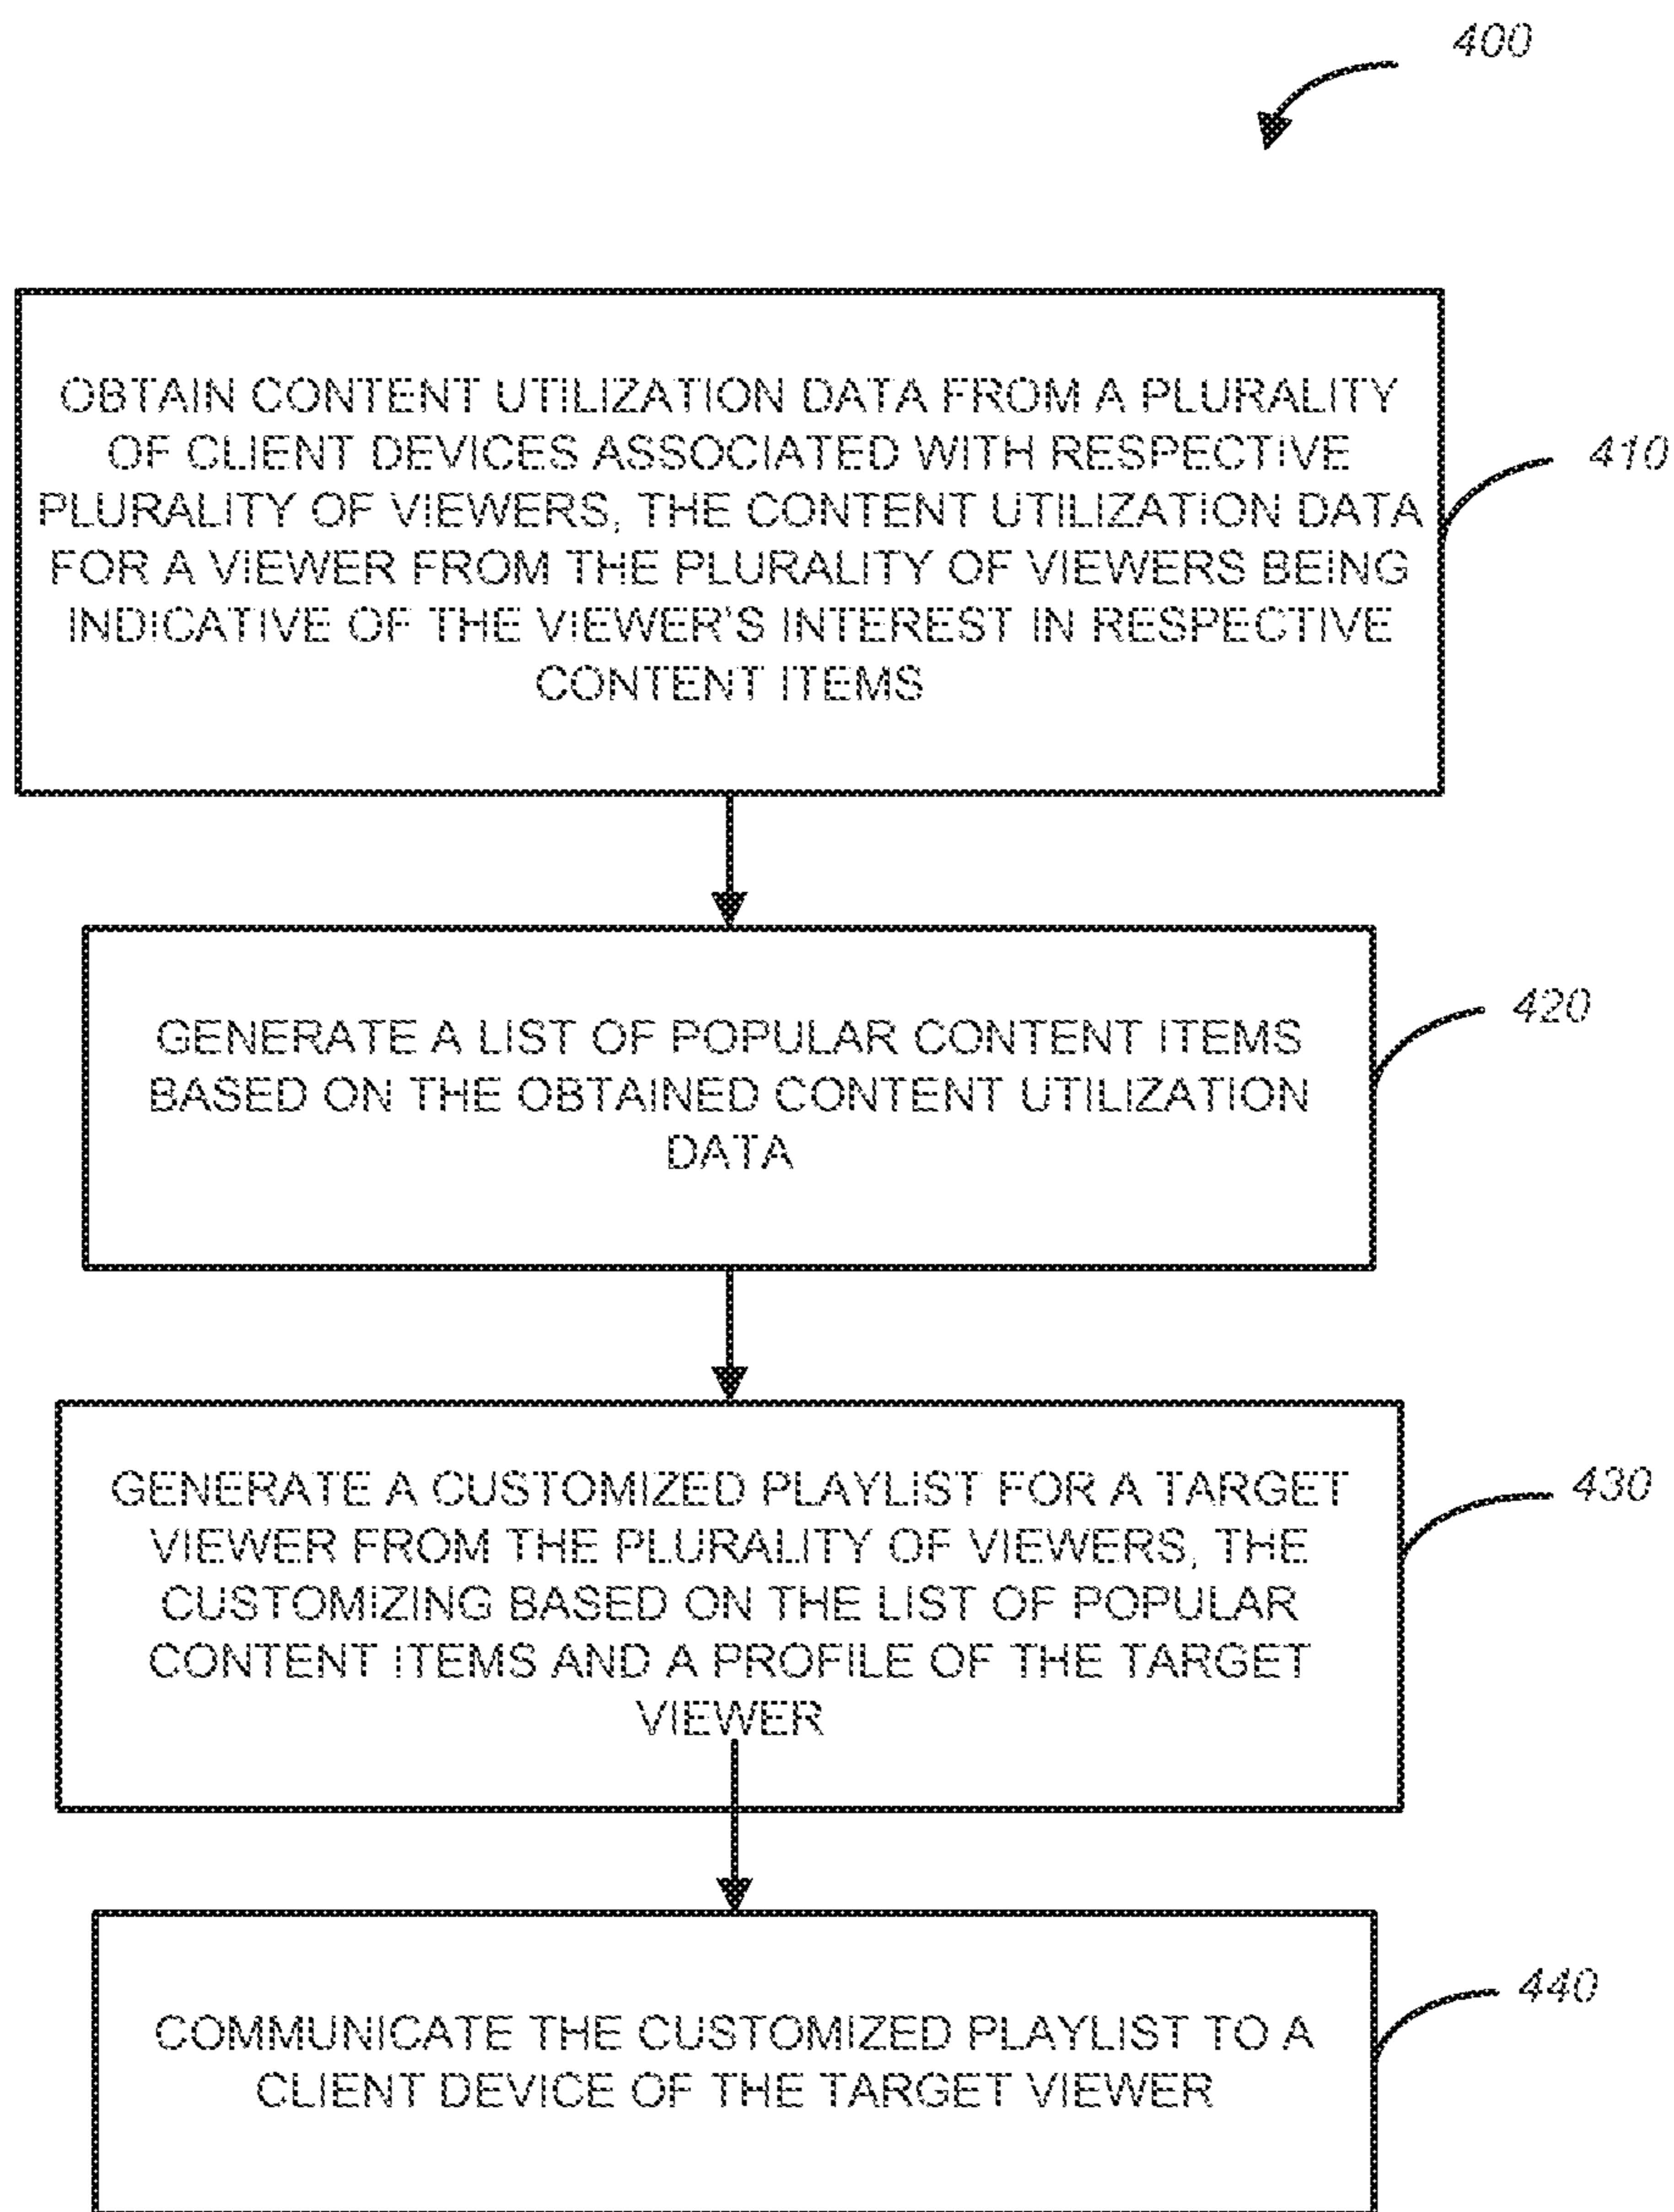 400
OBTAIN CONTENT UTILIZATION DATA FROM A PLURALITY
OF CLIENT DEVICES ASSOCIATED WITH RESPECTIVE
PLURALITY OF VIEWERS, THE CONTENT UTILIZATION DATA
FOR A VIEWER FROM THE PLURALITY OF VIEWERS BEING
INDICATIVE OF THE VIEWER'S INTEREST IN RESPECTIVE
CONTENT ITEMS
410
GENERATE A LIST OF POPULAR CONTENT ITEMS
BASED ON THE OBTAINED CONTENT UTILIZATION
DATA
420
GENERATE A CUSTOMIZED PLAYLIST FOR A TARGET
VIEWER FROM THE PLURALITY OF VIEWERS, THE
CUSTOMIZING BASED ON THE LIST OF POPULAR
CONTENT ITEMS AND A PROFILE OF THE TARGET
VIEWER
430
COMMUNICATE THE CUSTOMIZED PLAYLIST TO A
CLIENT DEVICE OF THE TARGET VIEWER
440